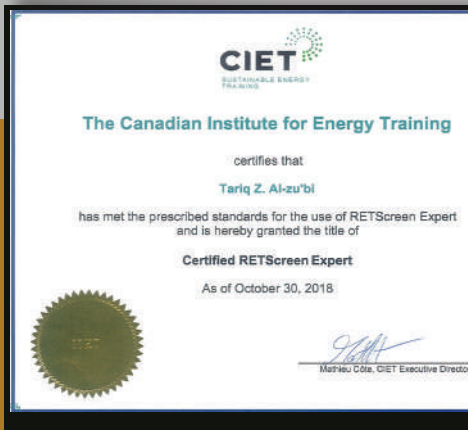 CIET
SUSTAINABLE ENERGY
TRAINING
The Canadian Institute for Energy Training
certifies that
Tariq Z. Al-zu'bi
has met the prescribed standards for the use of RETScreen Expert
and is hereby granted the title of
Certified RETScreen Expert
As of October 30, 2018
Mathieu Côte, CIET Executive Directo